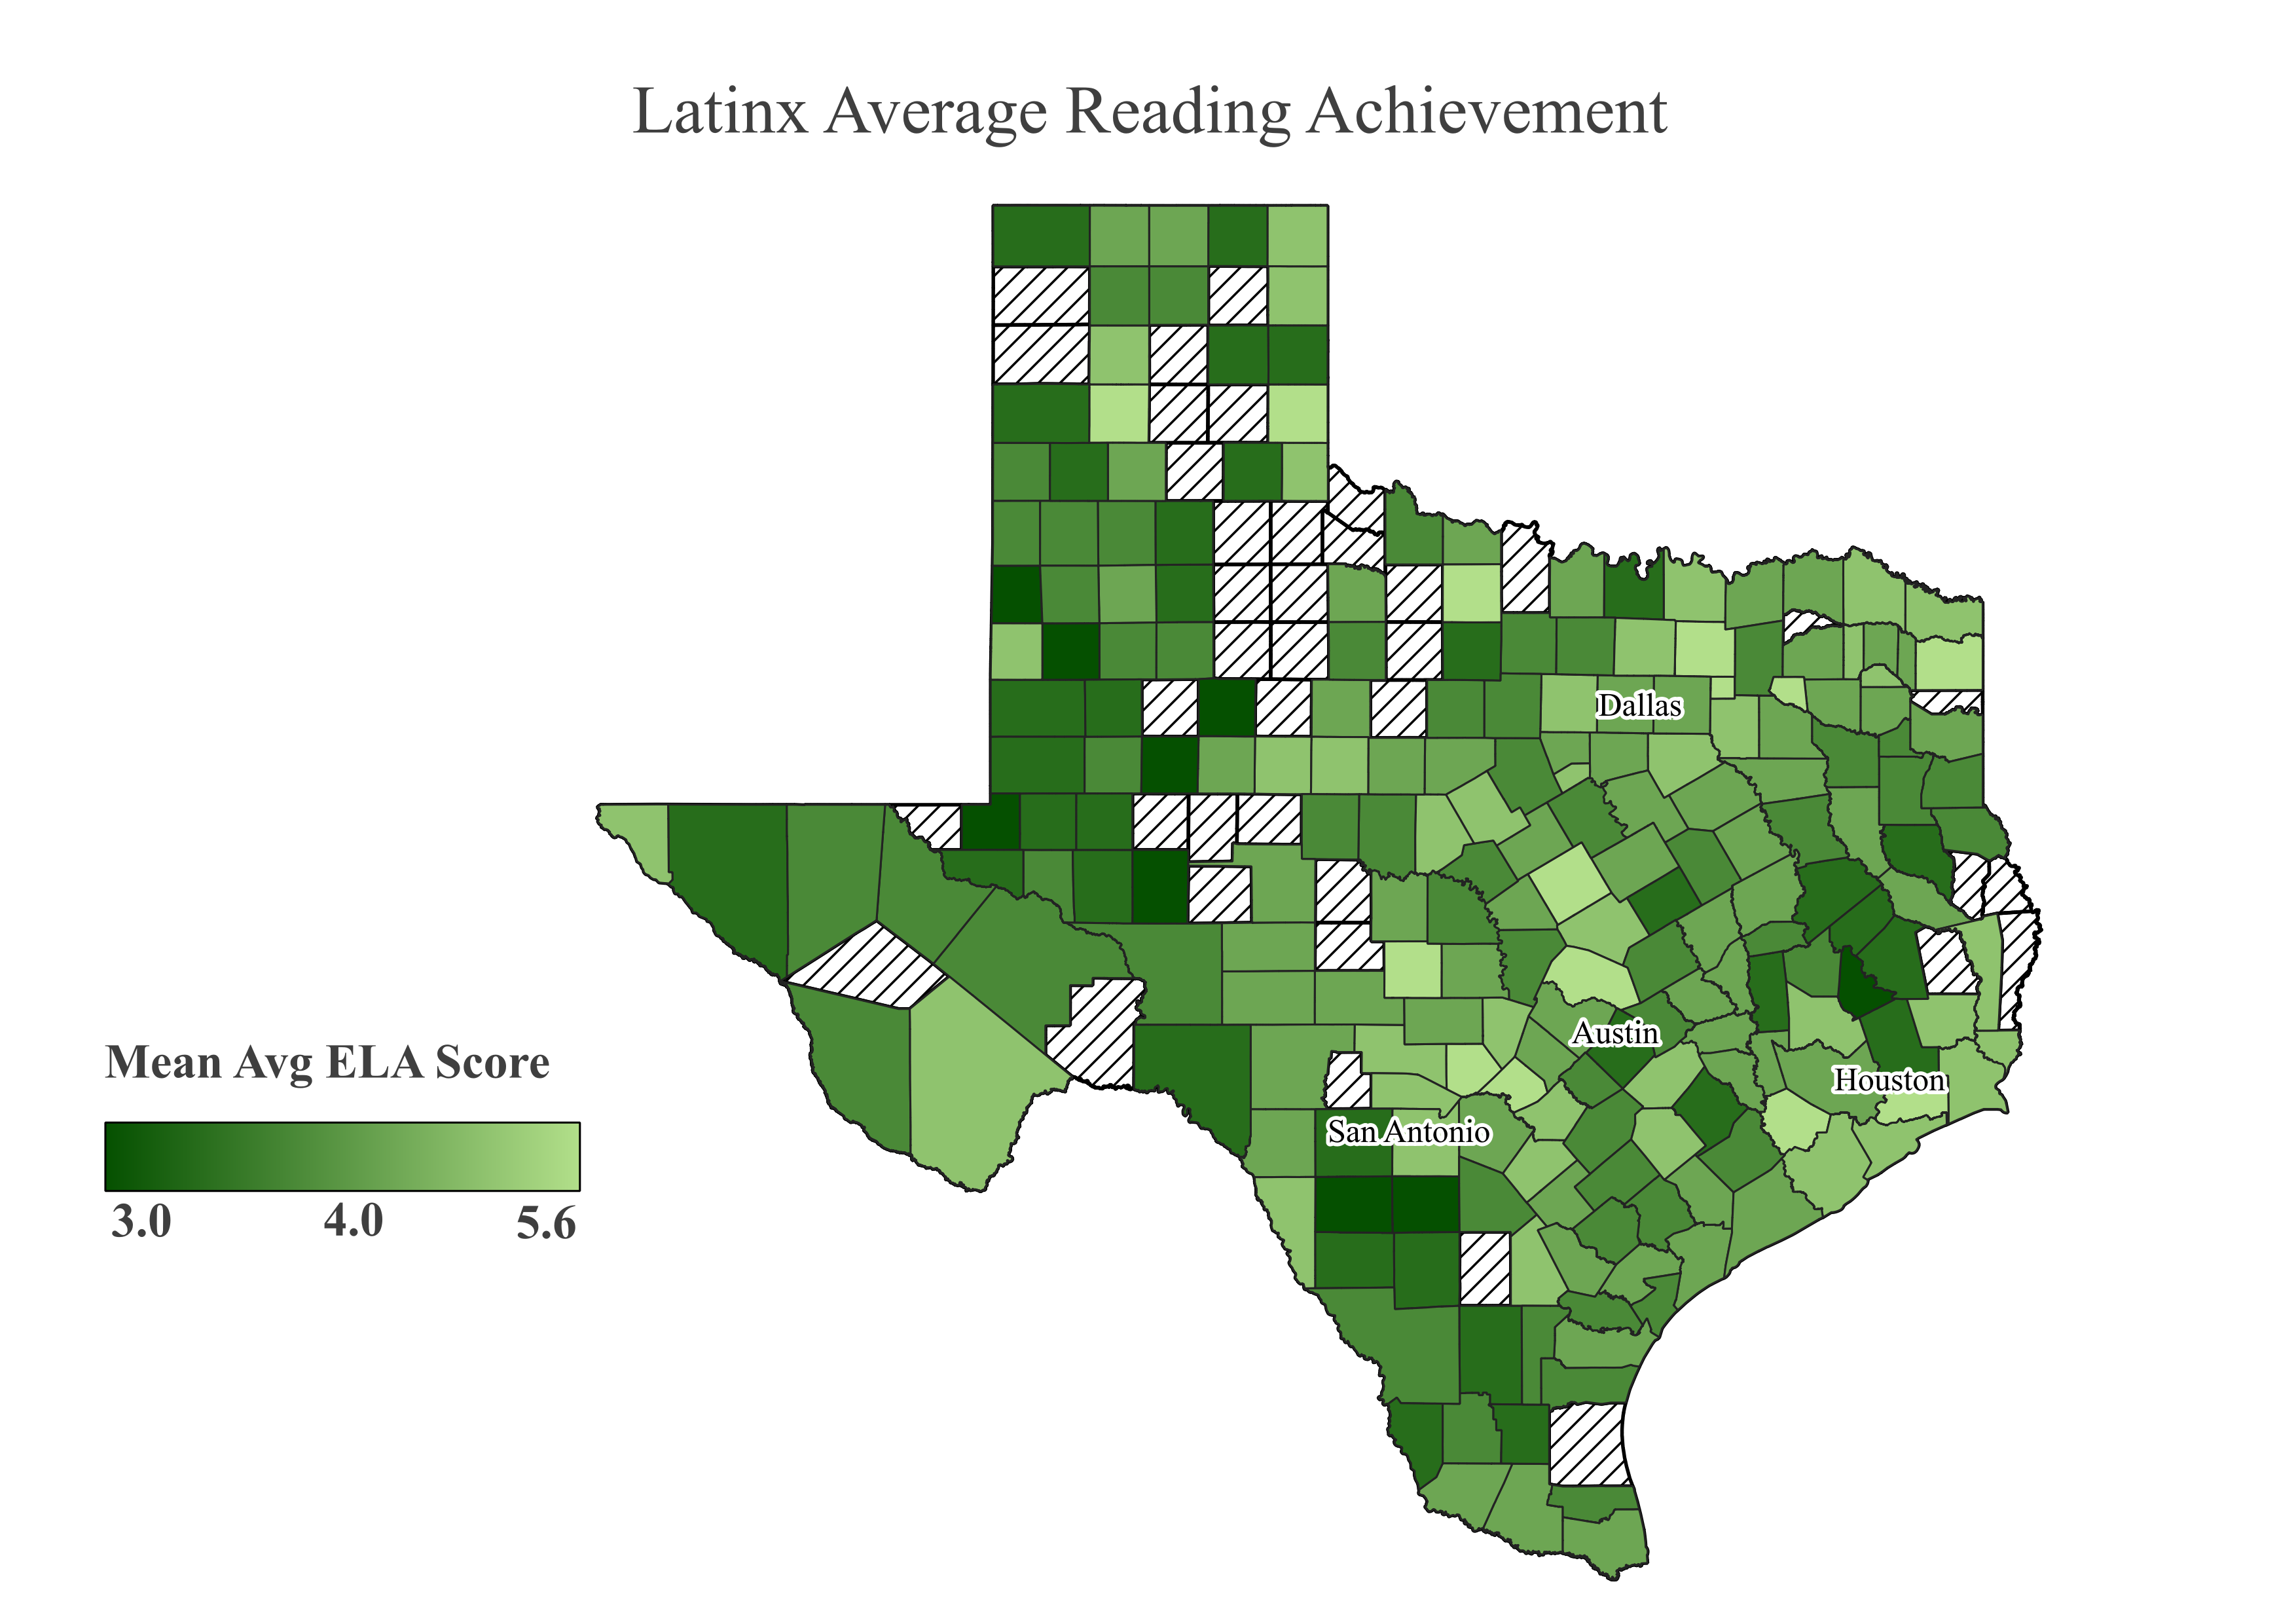 Latinx Average Reading Achievement
Dallas
Austin
Mean Avg ELA Score
Houston
San Antonio
3.0 4.0 5.6